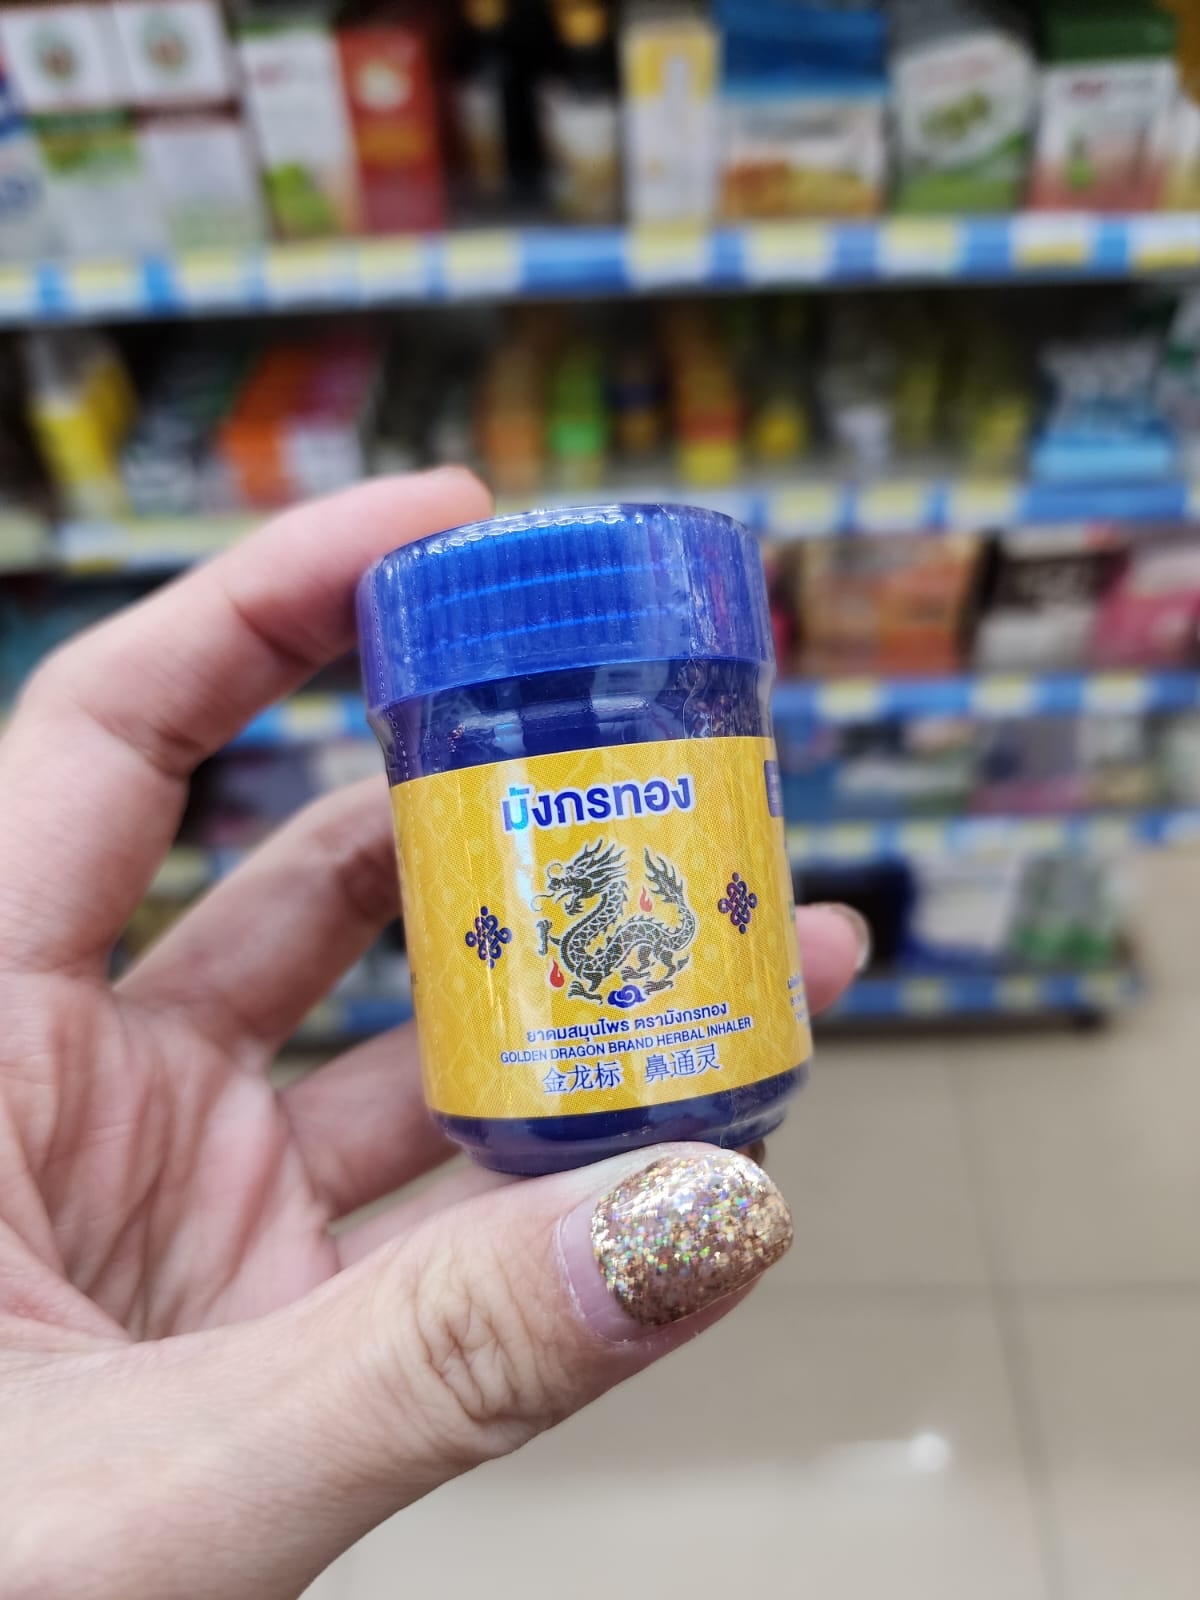 มังกรทอง
ยาดมสมุนไพร ตรามังกรทอง
GOLDEN DRAGON BRAND HERBAL INHALER
金龙标 鼻通灵